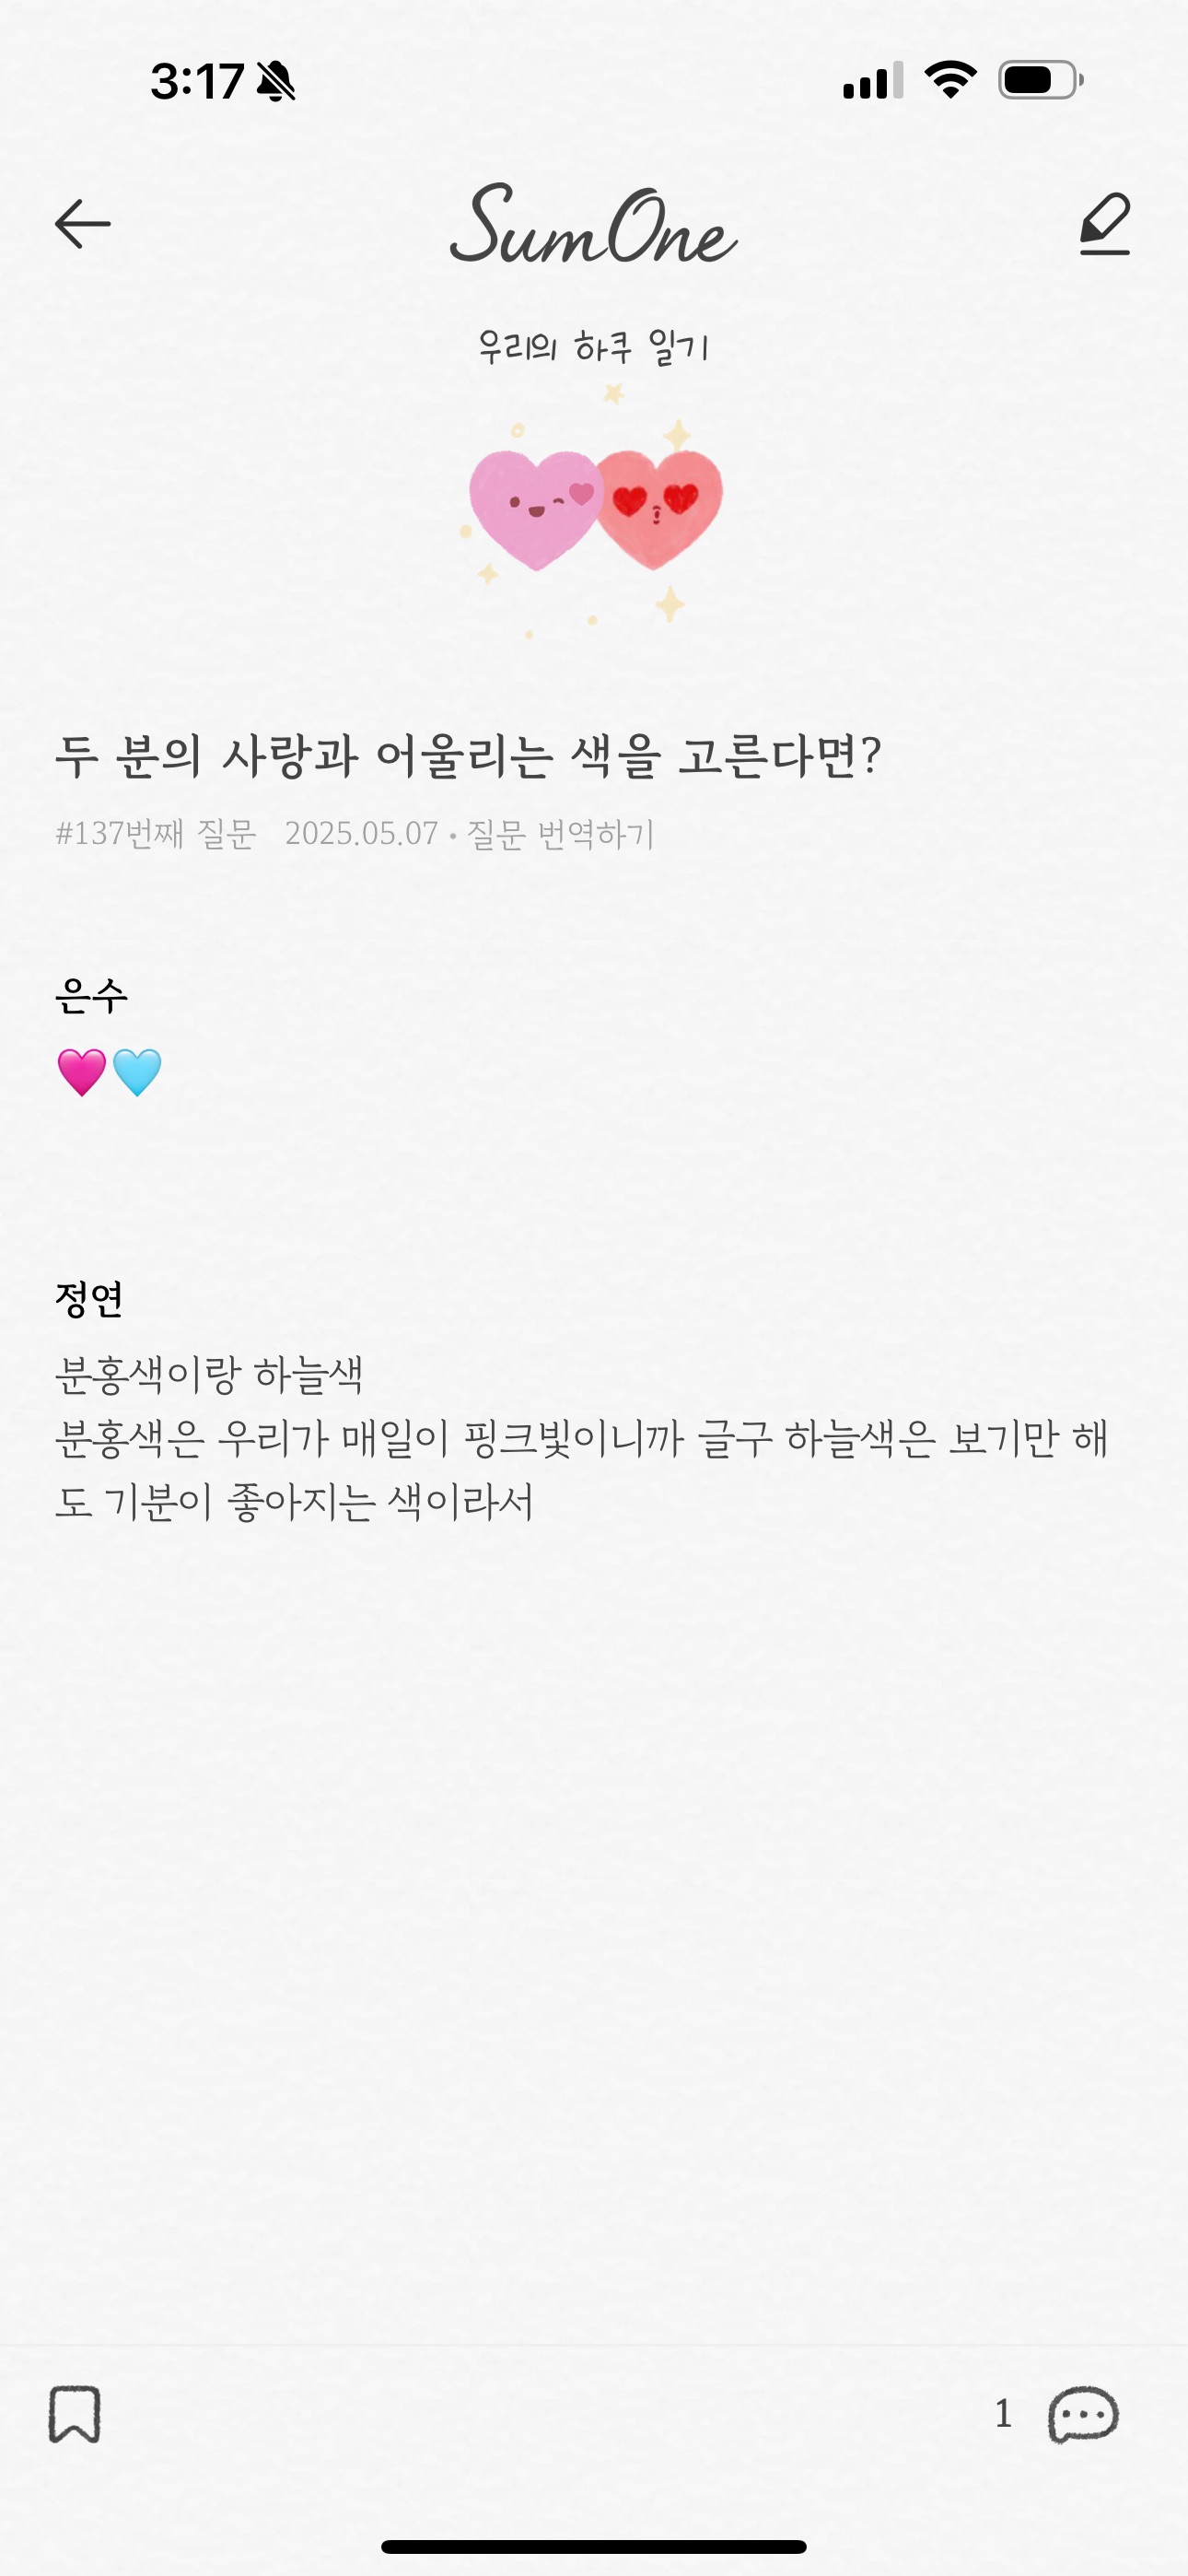 3:17
SumOne
우리의 하쿠 일기
두 분의 사랑과 어울리는 색을 고른다면?
#137번째 질문 2025.05.07 • 질문 번역하기
은수
🩷🩵
정연
분홍색이랑 하늘색
분홍색은 우리가 매일이 핑크빛이니까 글구 하늘색은 보기만 해
도 기분이 좋아지는 색이라서
1